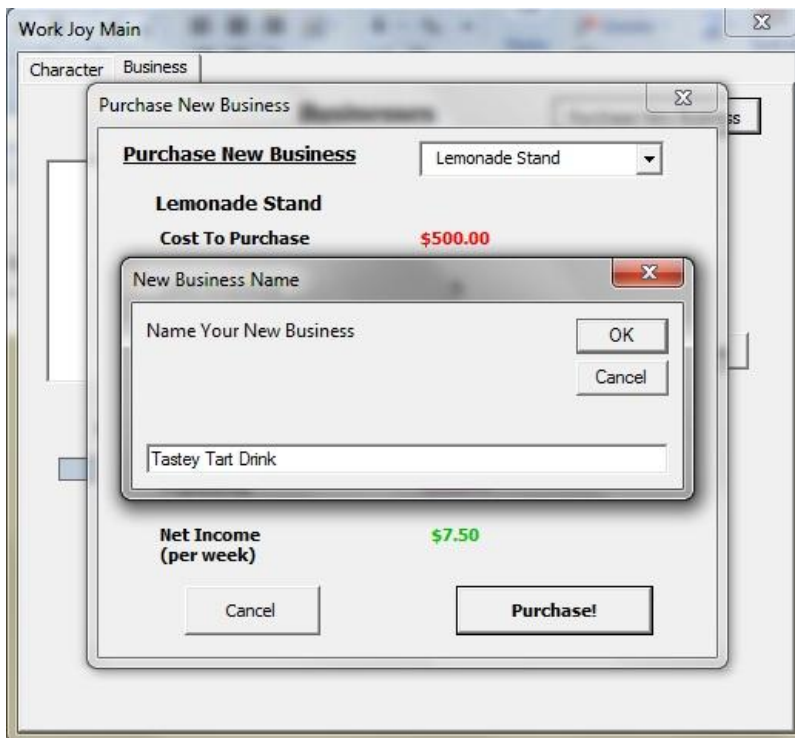 Work Joy Main
Character Business
Purchase New Business
ss
Purchase New Business Lemonade Stand
Lemonade Stand
Cost To Purchase $500.00
New Business Name
Name Your New Business OK
Cancel
Tastey Tart Drink
Net Income $7.50
(per week)
Cancel Purchase!